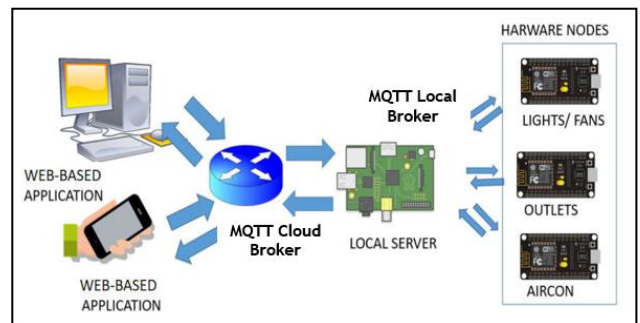 HARWARE NODES
MQTT Local
Broker
LIGHTS/ FANS
WEB-BASED
APPLICATION
OUTLETS
MQTT Cloud
Broker
LOCAL SERVER
AIRCON
WEB-BASED
APPLICATION